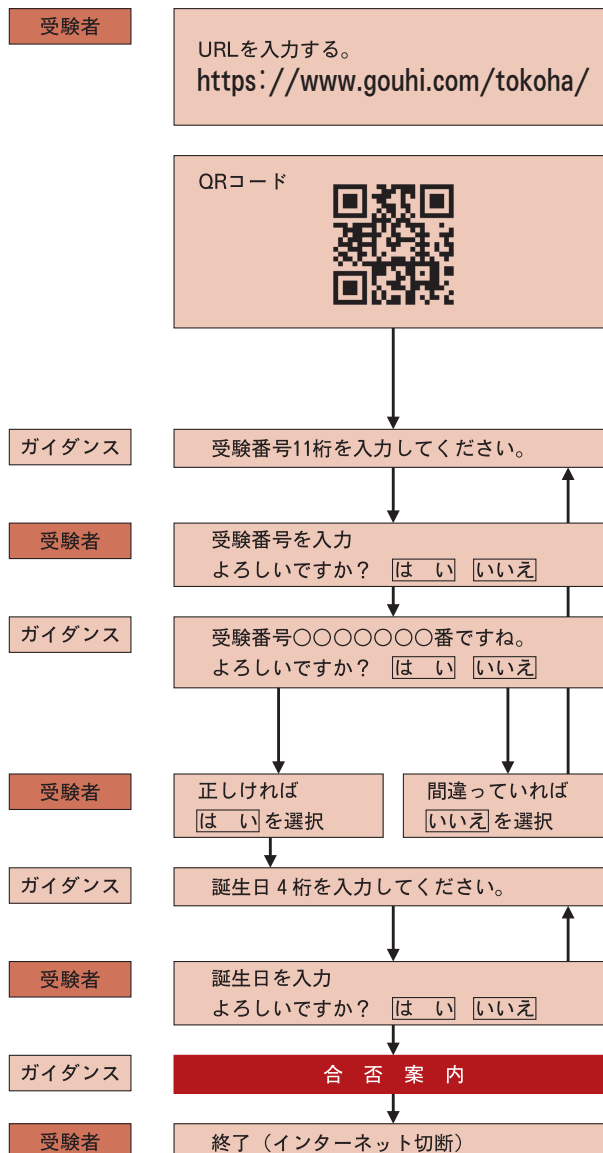 受験者
URLを入力する。
https://www.gouhi.com/tokoha/
QRコード
ガイダンス
受験番号11桁を入力してください。
受験者
受験番号を入力
よろしいですか? は い いいえ
ガイダンス
受験番号○○○○○○○番ですね。
よろしいですか? は い いいえ
受験者
正しければ
は い を選択
間違っていれば
いいえ を選択
ガイダンス
誕生日4桁を入力してください。
受験者
誕生日を入力
よろしいですか? は い いいえ
ガイダンス
合 否 案 内
受験者
終了(インターネット切断)